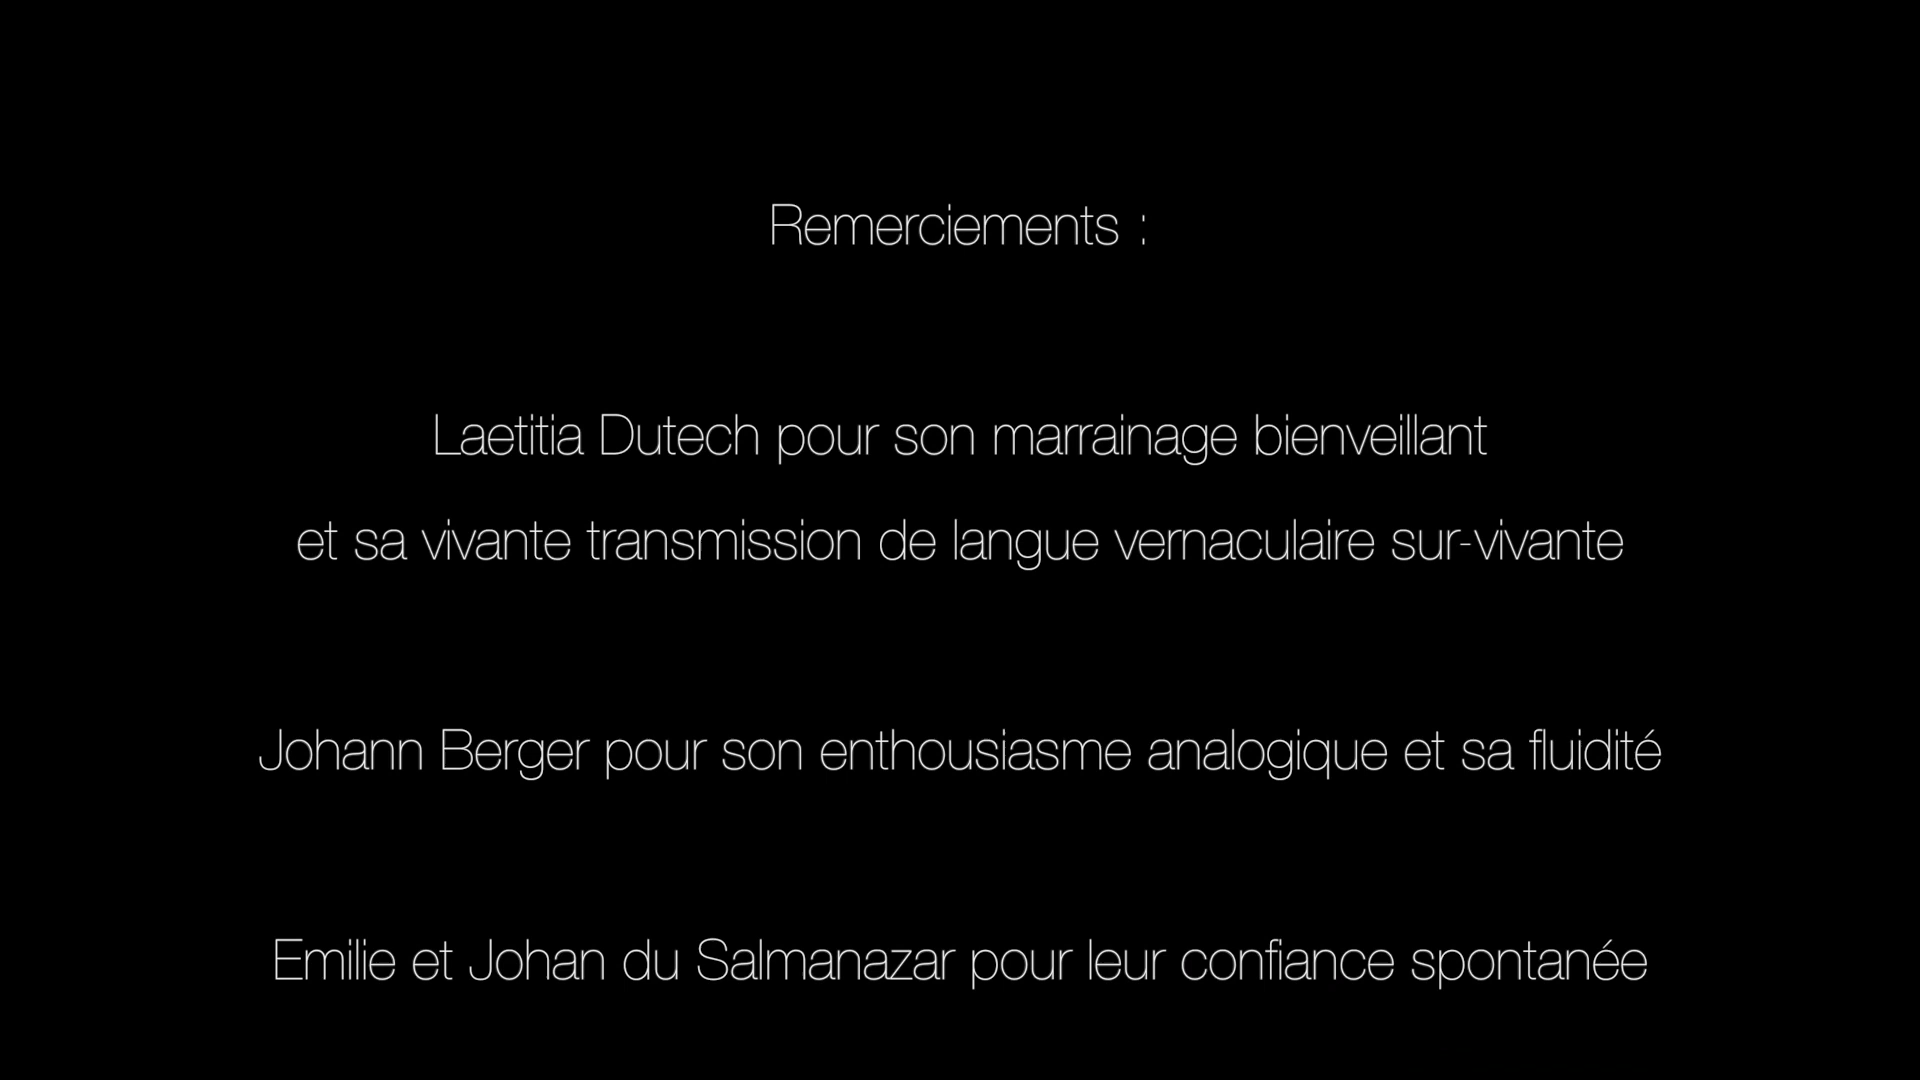 Remerciements :
Laetitia Dutech pour son marrainage bienveillant
et sa vivante transmission de langue vernaculaire sur-vivante
Johann Berger pour son enthousiasme analogique et sa fluidité
Emilie et Johan du Salmanazar pour leur confiance spontanée